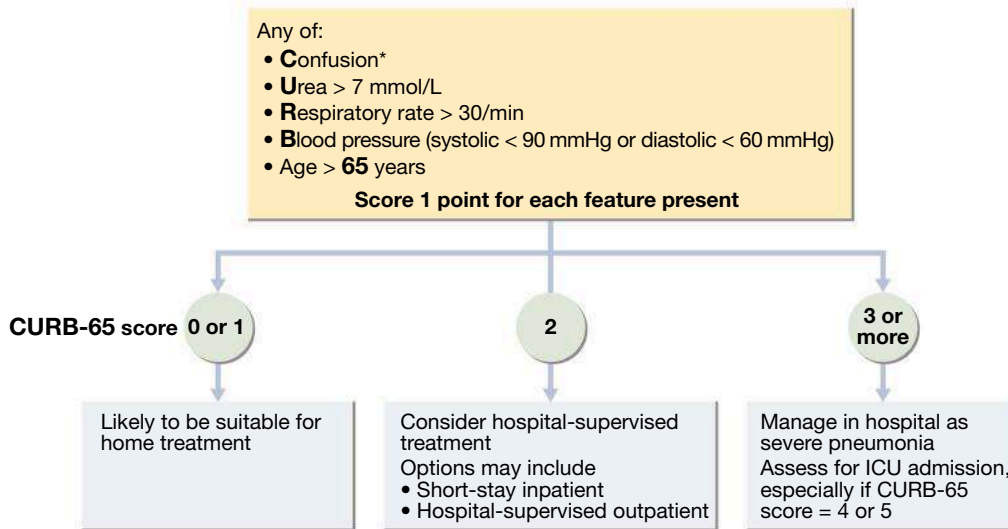 Any of:
• Confusion*
• Urea > 7 mmol/L
• Respiratory rate > 30/min
• Blood pressure (systolic < 90 mmHg or diastolic < 60 mmHg)
• Age > 65 years
Score 1 point for each feature present
CURB-65 score
0 or 1
2
3 or
more
Likely to be suitable for
home treatment
Consider hospital-supervised
treatment
Options may include
• Short-stay inpatient
• Hospital-supervised outpatient
Manage in hospital as
severe pneumonia
Assess for ICU admission,
especially if CURB-65
score = 4 or 5